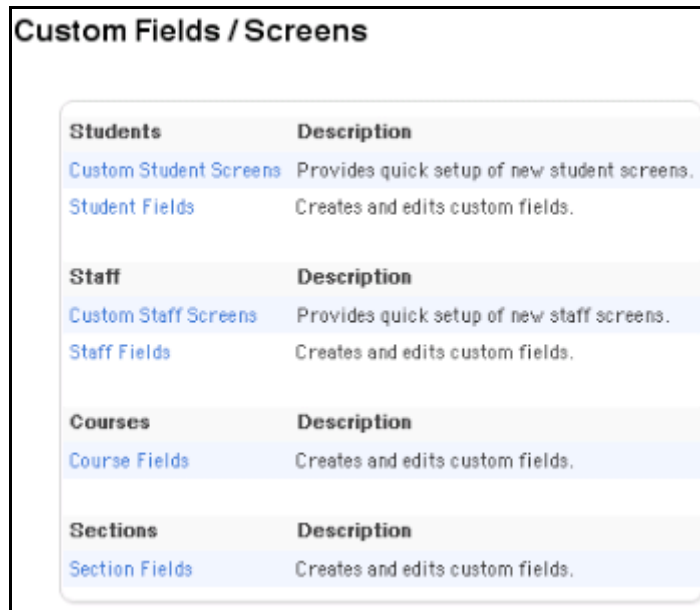 Custom Fields / Screens
Students Description
Custom Student Screens Provides quick setup of new student screens.
Student Fields Creates and edits custom fields.
Staff Description
Custom Staff Screens Provides quick setup of new staff screens.
Staff Fields Creates and edits custom fields.
Courses Description
Course Fields Creates and edits custom fields.
Sections Description
Section Fields Creates and edits custom fields.